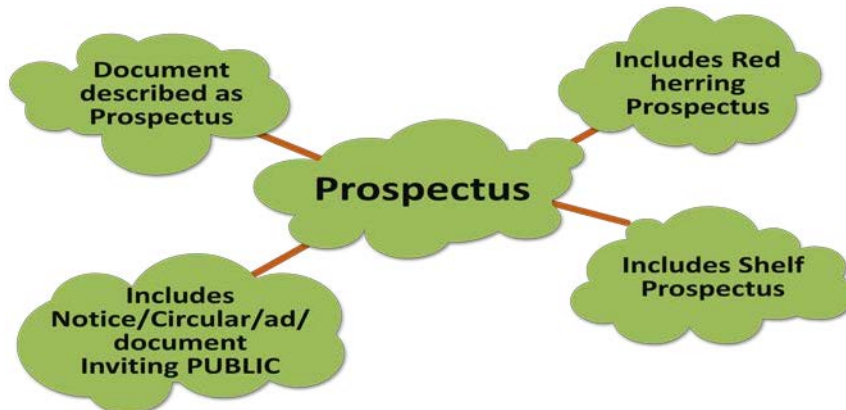 Document
described as
Prospectus
Includes Red
herring
Prospectus
Prospectus
Includes
Notice/Circular/ad/
document
Inviting PUBLIC
Includes Shelf
Prospectus